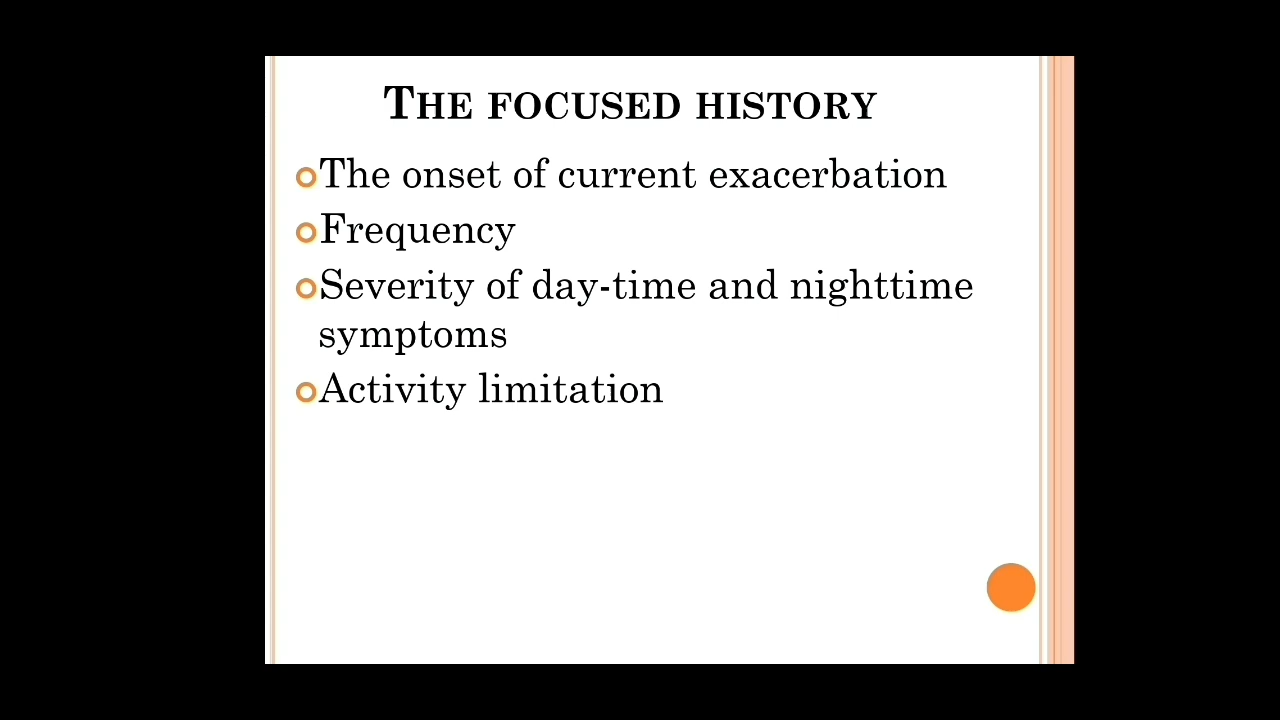 The focused history
The onset of current exacerbation
Frequency
Severity of day-time and nighttime
symptoms
Activity limitation